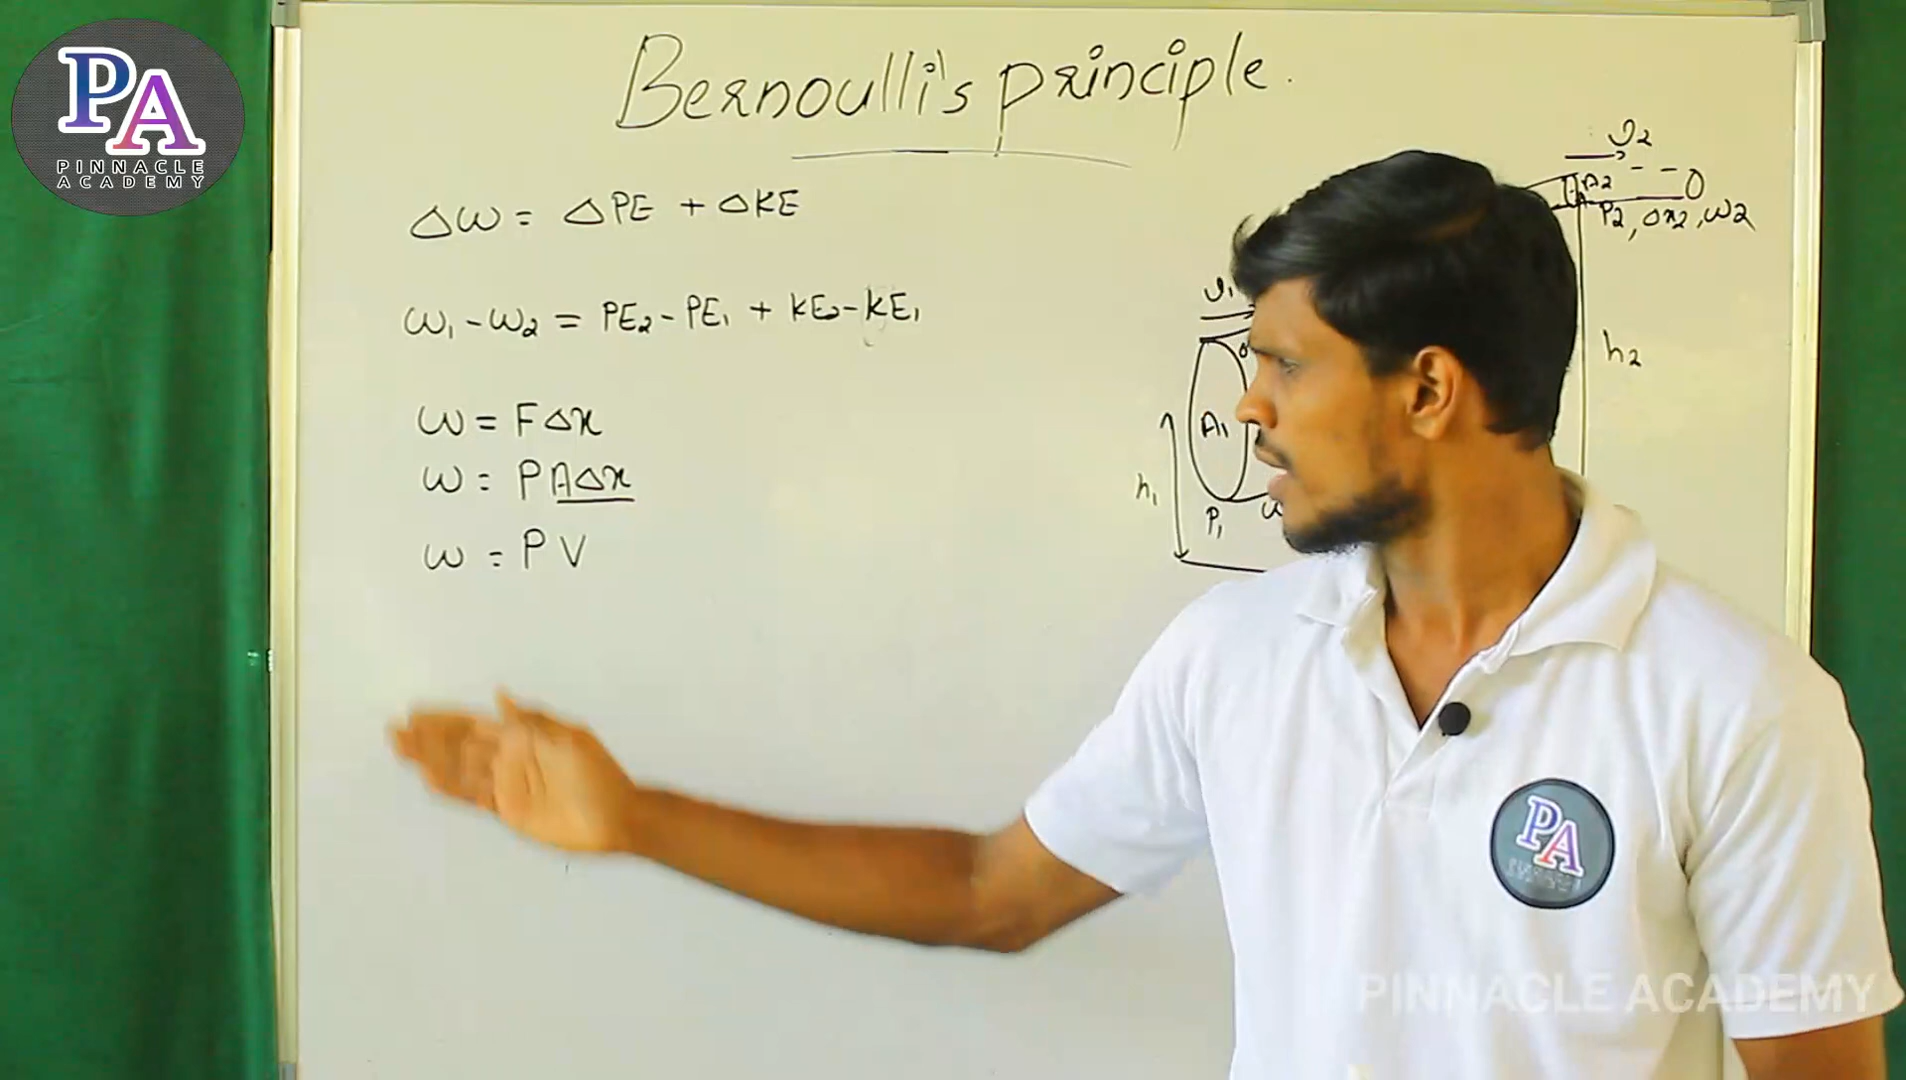 PA
PINNACLE
ACADEMY
Bernoulli's principle.
ΔW = ΔPE + ΔKE
W₁ - W₂ = PE₂ - PE₁ + KE₂ - KE₁
W = FΔx
W = PAΔx
W = PV
v₂
A₂
P₂, Δx₂, W₂
v₁
h₂
A₁
h₁
P₁
PA
PINNACLE ACADEMY